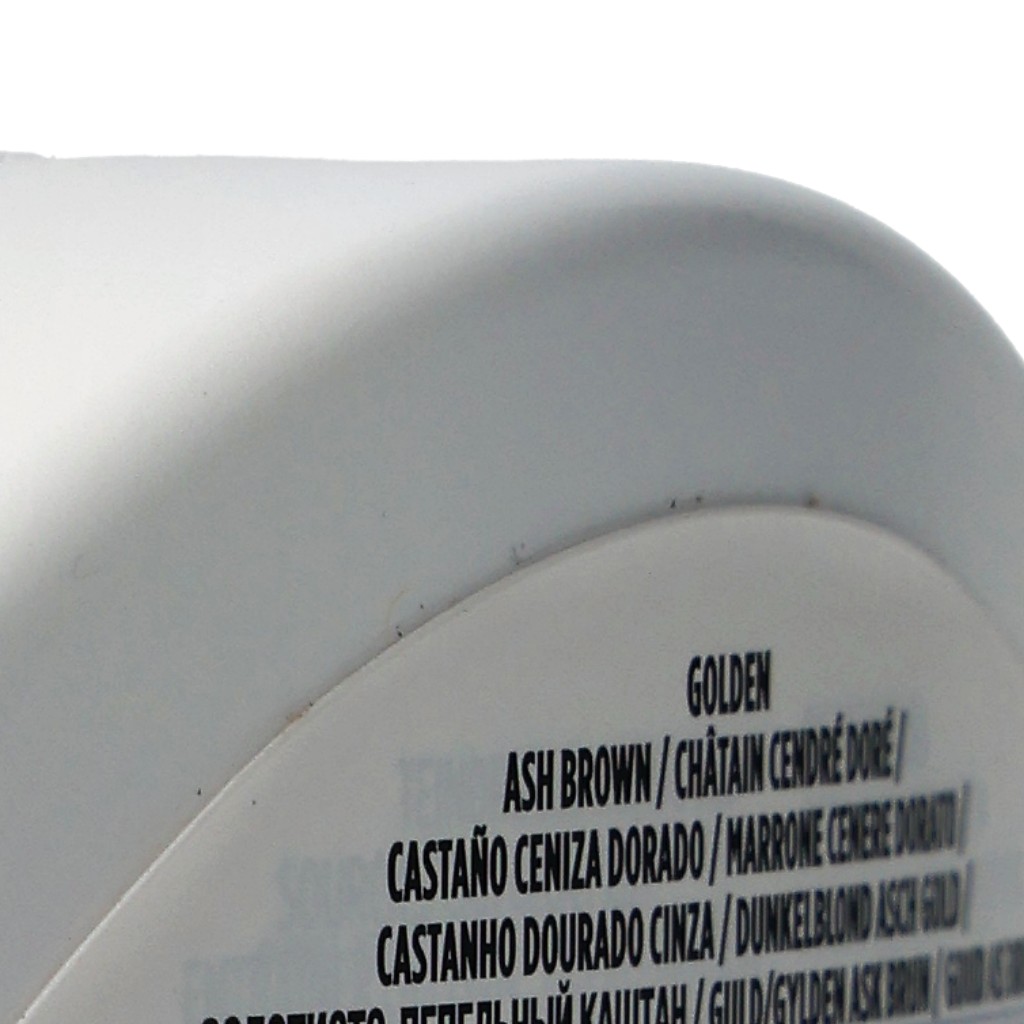 GOLDEN
ASH BROWN / CHÂTAIN CENDRÉ DORÉ /
CASTAÑO CENIZA DORADO / MARRONE CENERE DORATO /
CASTANHO DOURADO CINZA / DUNKELBLOND ASCH GOLD /
КАШТАН / GULD/GYLDEN ASK BRUN /